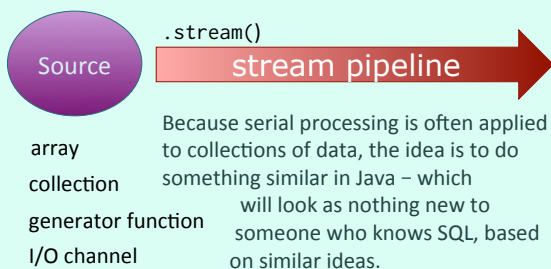 .stream()
Source
stream pipeline
array
collection
generator function
I/O channel
Because serial processing is often applied
to collections of data, the idea is to do
something similar in Java – which
will look as nothing new to
someone who knows SQL, based
on similar ideas.